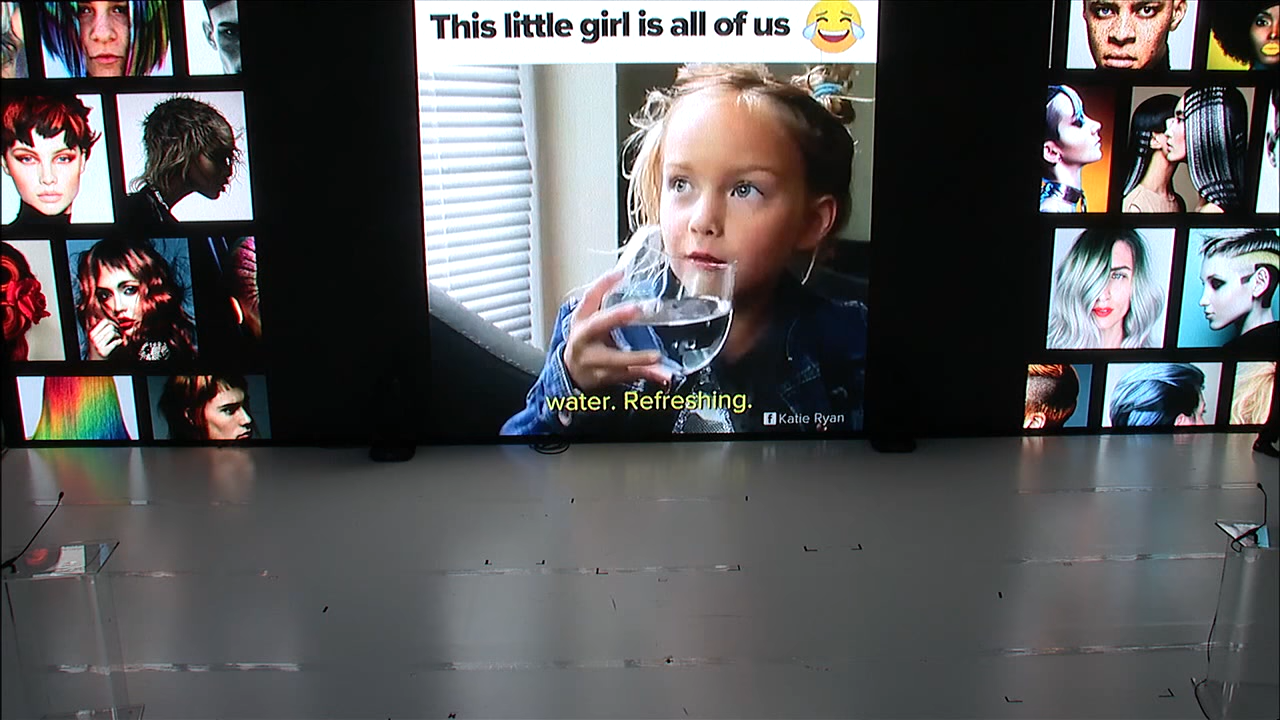 This little girl is all of us 😂
water. Refreshing.
f Katie Ryan